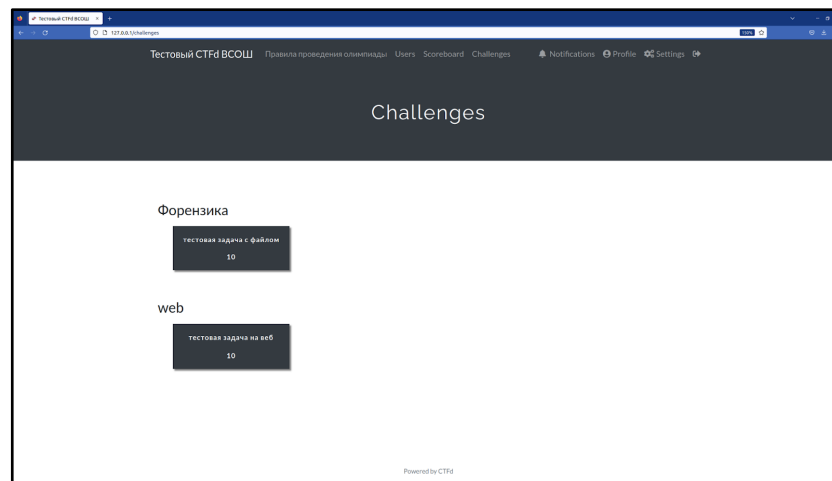 Тестовый CTFd ВСОШ
127.0.0.1/challenges
110%
Тестовый CTFd ВСОШ Правила проведения олимпиады Users Scoreboard Challenges Notifications Profile Settings
Challenges
Форензика
тестовая задача с файлом
10
web
тестовая задача на веб
10
Powered by CTFd